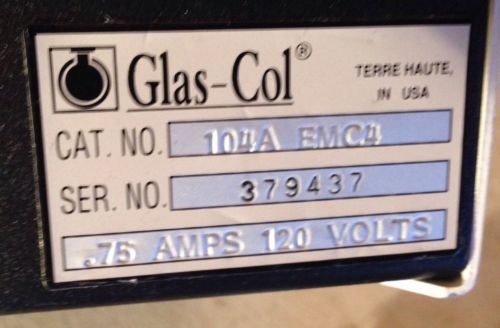 Glas-Col®
TERRE HAUTE,
IN USA
CAT. NO. 104A EMC4
SER. NO. 379437
.75 AMPS 120 VOLTS